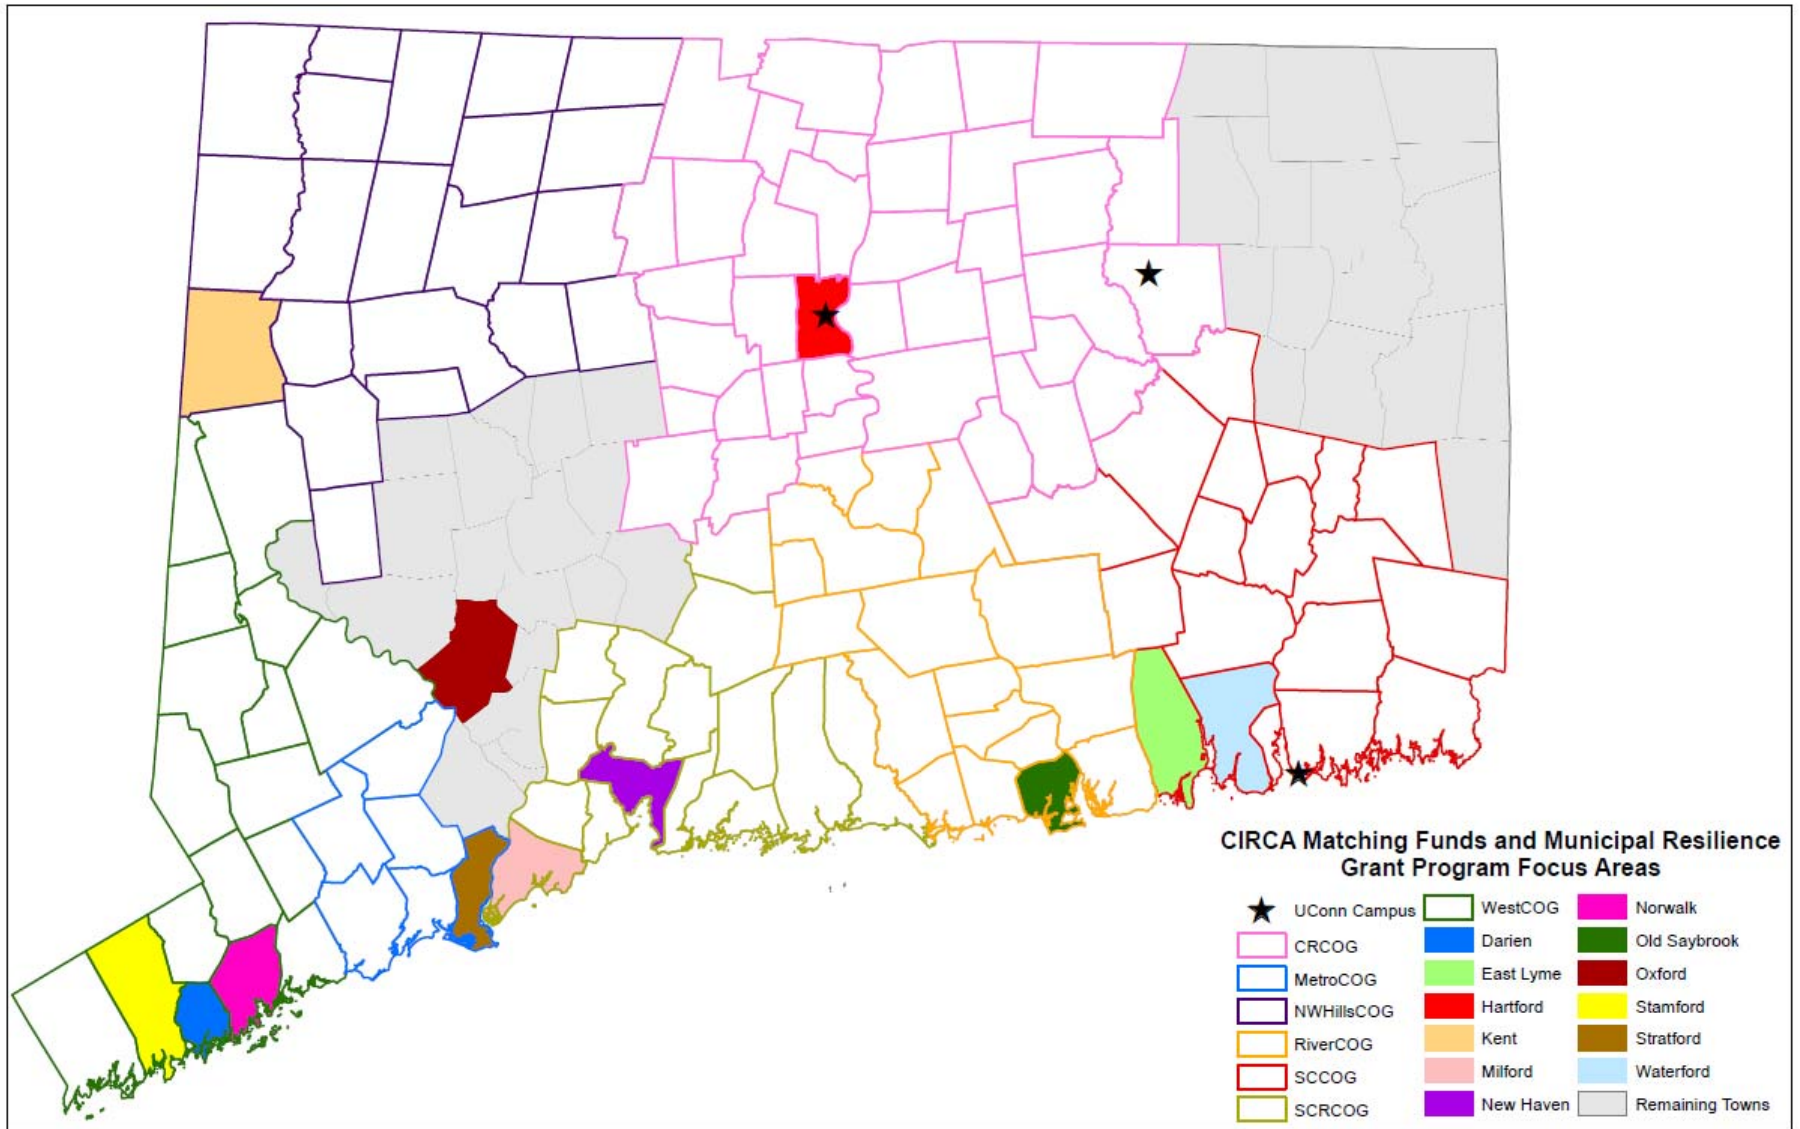 CIRCA Matching Funds and Municipal Resilience
Grant Program Focus Areas
UConn Campus
CRCOG
MetroCOG
NWHillsCOG
RiverCOG
SCCOG
SCRCOG
WestCOG
Darien
East Lyme
Hartford
Kent
Milford
New Haven
Norwalk
Old Saybrook
Oxford
Stamford
Stratford
Waterford
Remaining Towns